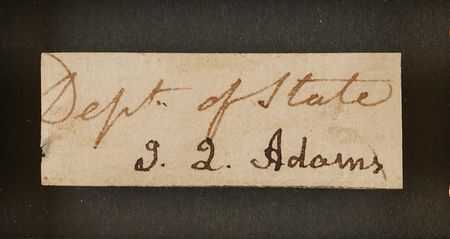 Dept. of State
J. Q. Adams